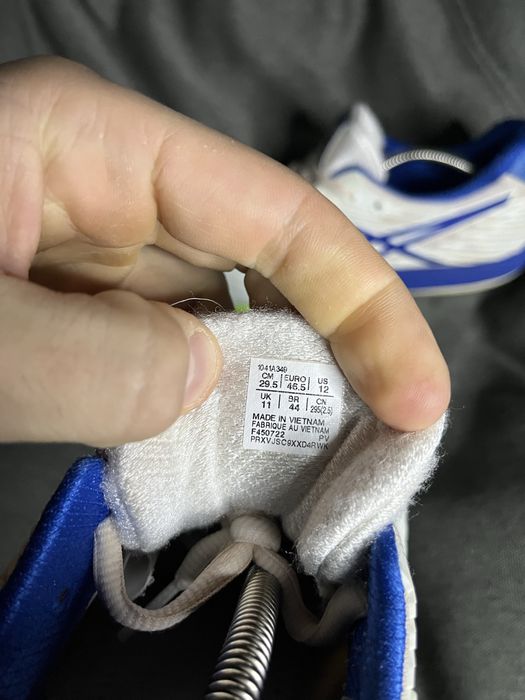 1041A349
CM EURO US
29.5 46.5 12
UK BR CN
11 44 295(2.5)
MADE IN VIETNAM
FABRIQUE AU VIETNAM
F450722 PV
PRXVJSC9XXD4RWK